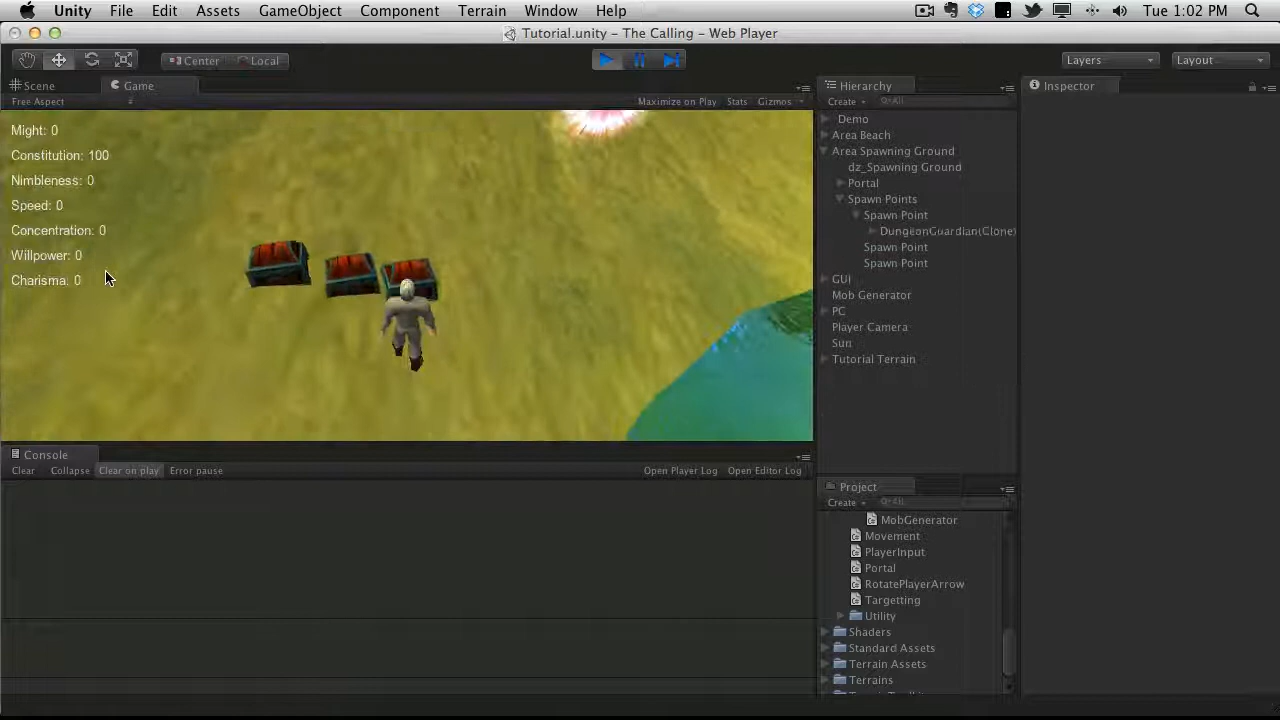 Unity File Edit Assets GameObject Component Terrain Window Help Tue 1:02 PM
Tutorial.unity – The Calling – Web Player
Center Local Layers Layout
Scene Game Hierarchy Inspector
Free Aspect Maximize on Play Stats Gizmos Create All
Might: 0
Constitution: 100
Nimbleness: 0
Speed: 0
Concentration: 0
Willpower: 0
Charisma: 0
Demo
Area Beach
Area Spawning Ground
dz_Spawning Ground
Portal
Spawn Points
Spawn Point
DungeonGuardian(Clone)
Spawn Point
Spawn Point
GUI
Mob Generator
PC
Player Camera
Sun
Tutorial Terrain
Console
Clear Collapse Clear on play Error pause Open Player Log Open Editor Log
Project
Create All
MobGenerator
Movement
PlayerInput
Portal
RotatePlayerArrow
Targetting
Utility
Shaders
Standard Assets
Terrain Assets
Terrains